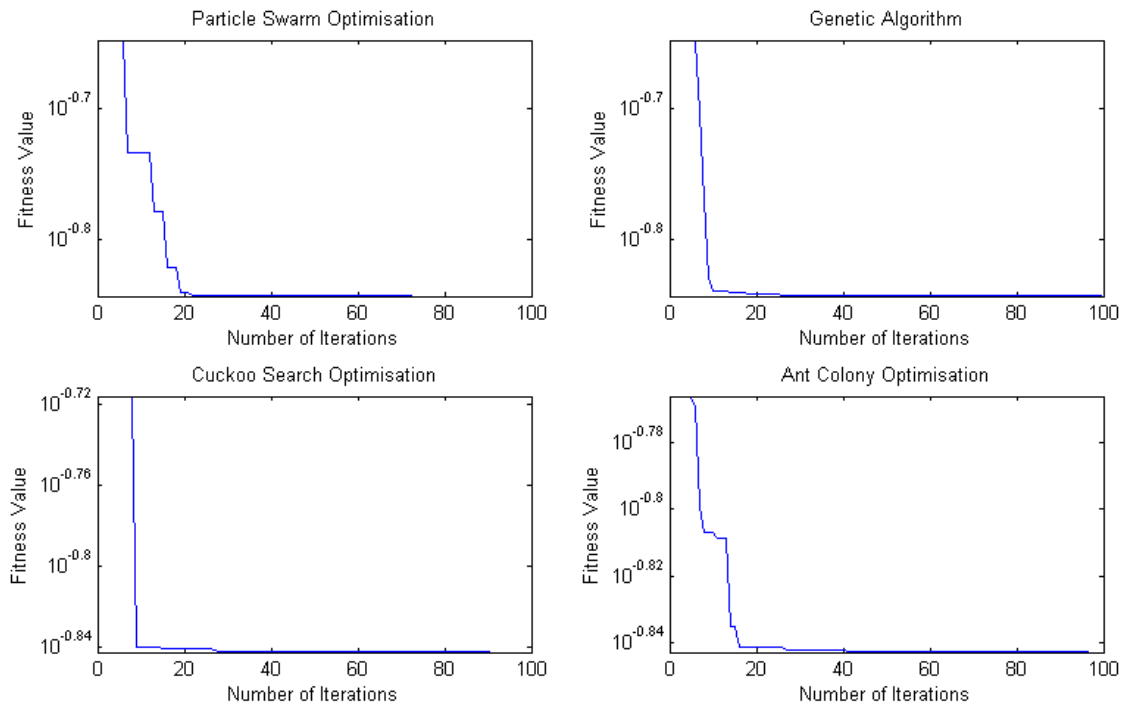 Particle Swarm Optimisation
Fitness Value
10^-0.7
10^-0.8
0 20 40 60 80 100
Number of Iterations
Genetic Algorithm
Fitness Value
10^-0.7
10^-0.8
0 20 40 60 80 100
Number of Iterations
Cuckoo Search Optimisation
Fitness Value
10^-0.72
10^-0.76
10^-0.8
10^-0.84
0 20 40 60 80 100
Number of Iterations
Ant Colony Optimisation
Fitness Value
10^-0.78
10^-0.8
10^-0.82
10^-0.84
0 20 40 60 80 100
Number of Iterations